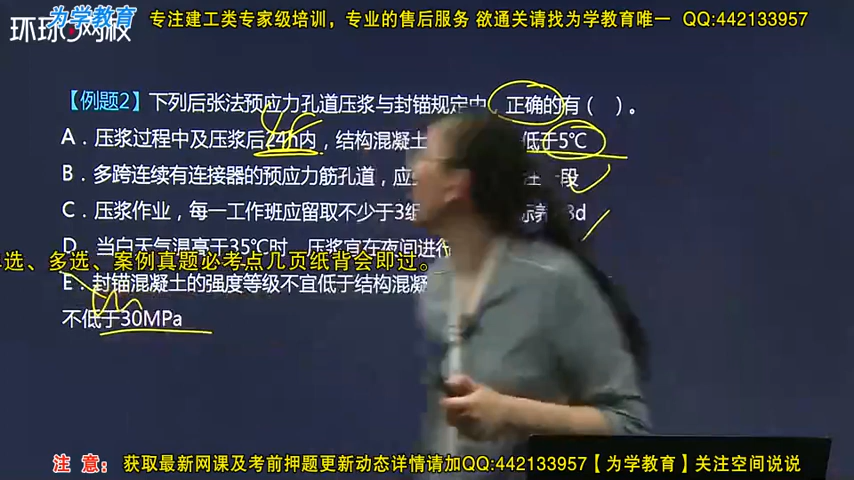 环球网校
为学教育
专注建工类专家级培训，专业的售后服务 欲通关请找为学教育唯一 QQ:442133957
【例题2】下列后张法预应力孔道压浆与封锚规定中，正确的有（ ）。
A．压浆过程中及压浆后24h内，结构混凝土 低于5℃
B．多跨连续有连接器的预应力筋孔道，应 段
C．压浆作业，每一工作班应留取不少于3组 标养 8d
D．当白天气温高于35℃时，压浆宜在夜间进行
选、多选、案例真题必考点几页纸背会即过。
E．封锚混凝土的强度等级不宜低于结构混凝
不低于30MPa
注 意： 获取最新网课及考前押题更新动态详情请加QQ:442133957【为学教育】关注空间说说